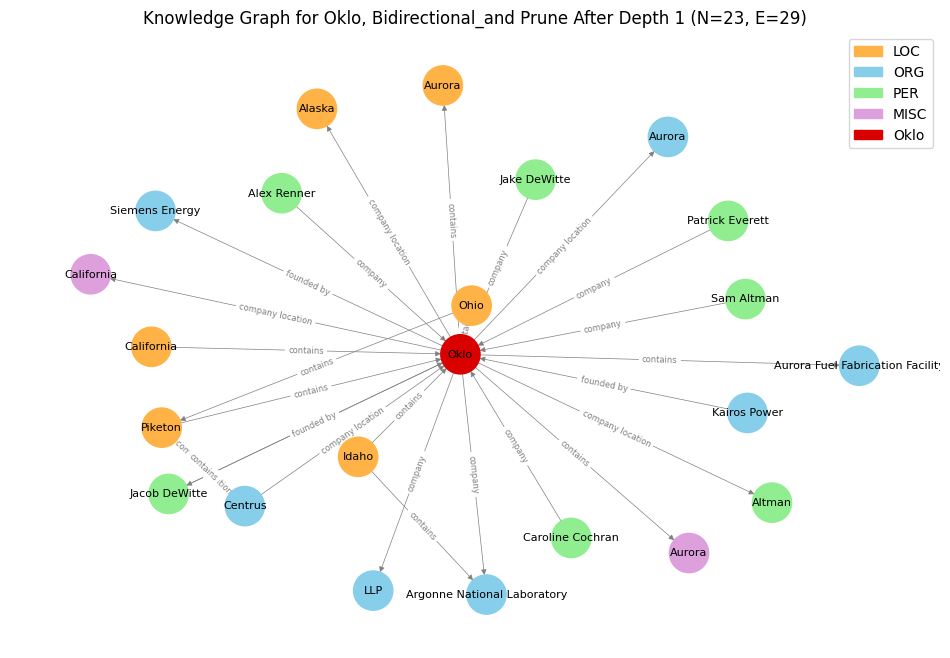 Knowledge Graph for Oklo, Bidirectional_and Prune After Depth 1 (N=23, E=29)
LOC
ORG
PER
MISC
Oklo
Aurora
Alaska
Aurora
Jake DeWitte
Alex Renner
Siemens Energy
Patrick Everett
California
Sam Altman
Ohio
California
Oklo
Aurora Fuel Fabrication Facility
Kairos Power
Piketon
Idaho
Jacob DeWitte
Centrus
Altman
Caroline Cochran
Aurora
LLP
Argonne National Laboratory
company location
contains
company
company location
company
company
founded by
company location
company
contains
contains
contains
contains
founded by
founded by
company location
contains
company location
contains
company
company
company
contains
contains